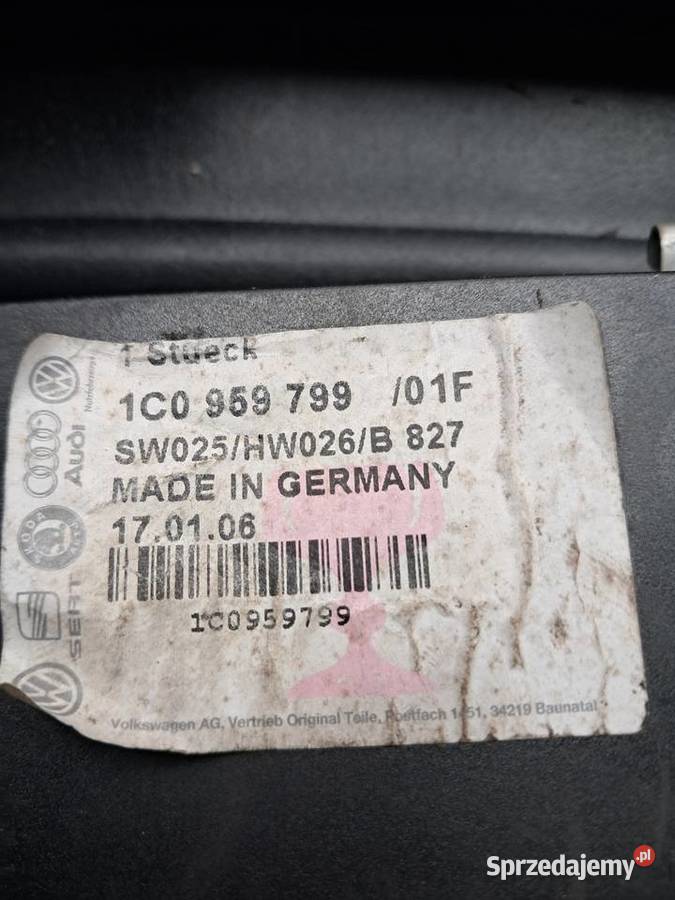 1 Stueck
1C0 959 799 /01F
SW025/HW026/B 827
MADE IN GERMANY
17.01.06
1C0959799
Audi
SKODA
SEAT
Volkswagen AG, Vertrieb Original Teile, Postfach 1451, 34219 Baunatal
Sprzedajemy.pl